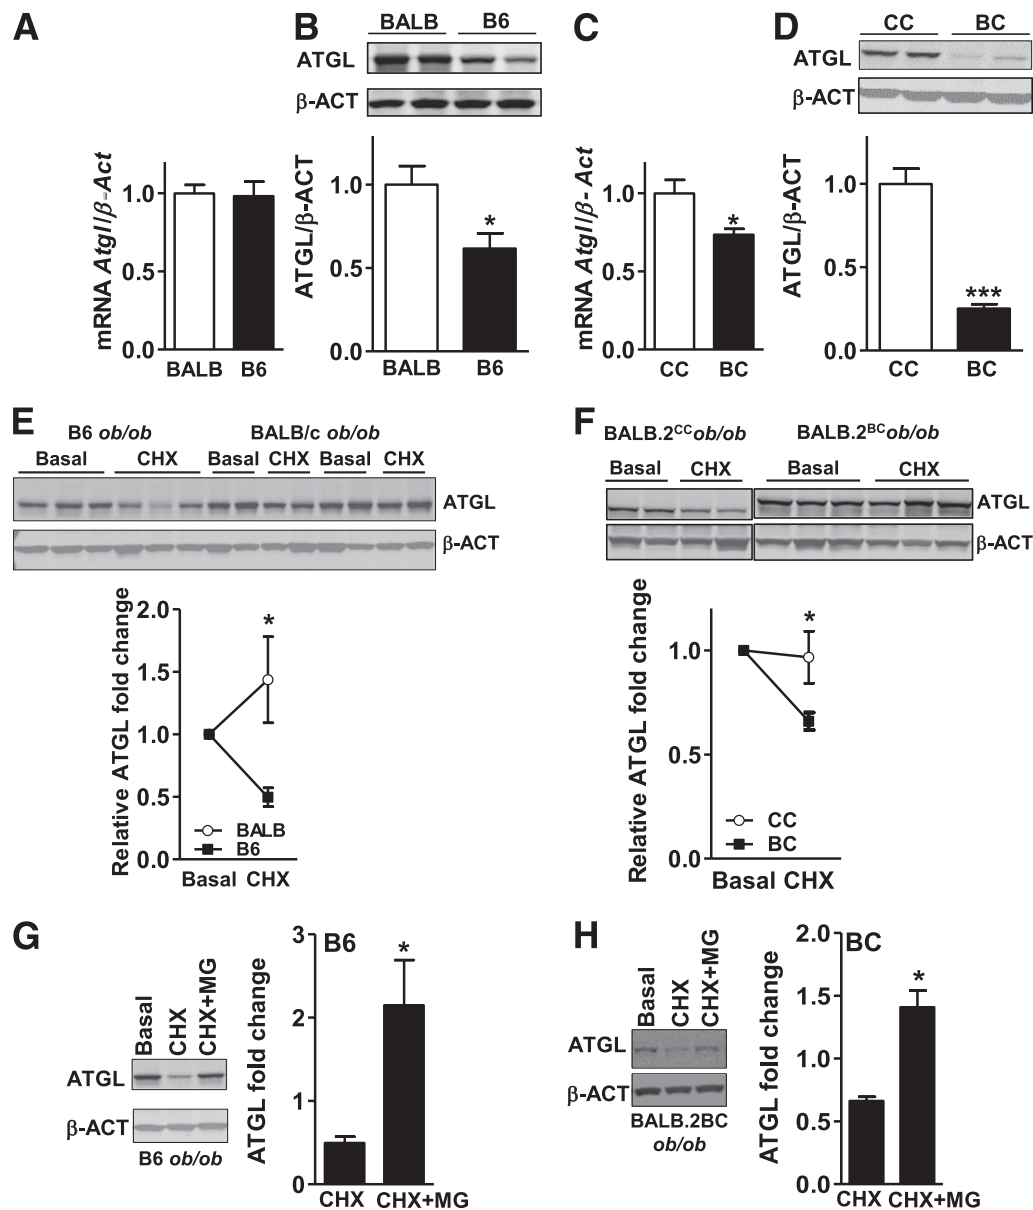 A
mRNA Atgl/β-Act
1.0
0.5
0.0
BALB B6
B
BALB B6
ATGL
β-ACT
ATGL/β-ACT
1.0
0.5
0.0
*
BALB B6
C
mRNA Atgl/β-Act
1.0
0.5
0.0
*
CC BC
D
CC BC
ATGL
β-ACT
ATGL/β-ACT
1.0
0.5
0.0
***
CC BC
E
B6 ob/ob BALB/c ob/ob
Basal CHX Basal CHX Basal CHX
ATGL
β-ACT
Relative ATGL fold change
2.0
1.5
1.0
0.5
0.0
*
BALB
B6
Basal CHX
F
BALB.2CCob/ob BALB.2BCob/ob
Basal CHX Basal CHX
ATGL
β-ACT
Relative ATGL fold change
1.0
0.5
0.0
*
CC
BC
Basal CHX
G
Basal
CHX
CHX+MG
ATGL
β-ACT
B6 ob/ob
ATGL fold change
3
2
1
0
B6
*
CHX CHX+MG
H
Basal
CHX
CHX+MG
ATGL
β-ACT
BALB.2BC
ob/ob
ATGL fold change
2.0
1.5
1.0
0.5
0.0
BC
*
CHX CHX+MG